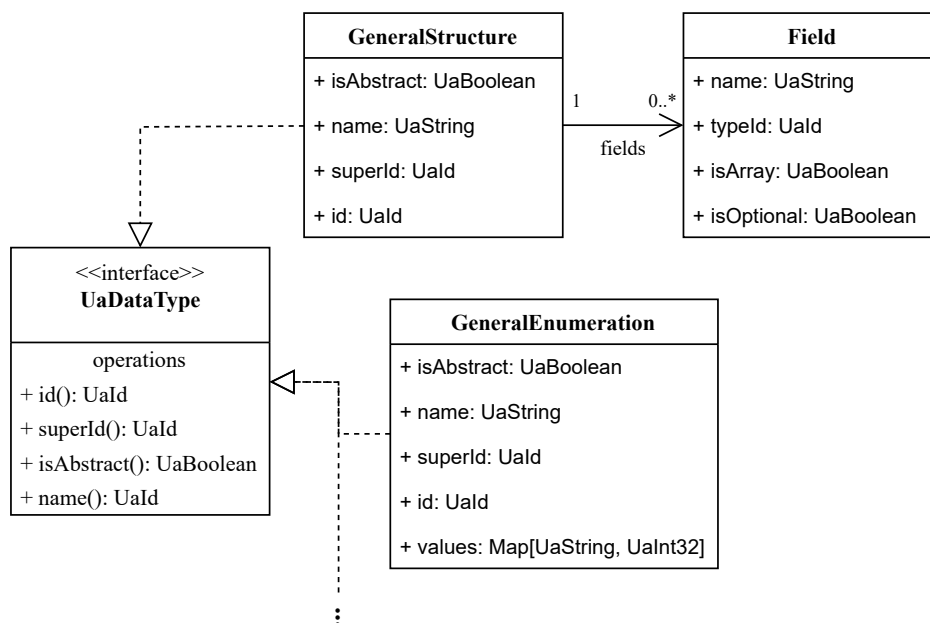 GeneralStructure
+ isAbstract: UaBoolean
+ name: UaString
+ superId: UaId
+ id: UaId
1
0..*
fields
Field
+ name: UaString
+ typeId: UaId
+ isArray: UaBoolean
+ isOptional: UaBoolean
<<interface>>
UaDataType
operations
+ id(): UaId
+ superId(): UaId
+ isAbstract(): UaBoolean
+ name(): UaId
GeneralEnumeration
+ isAbstract: UaBoolean
+ name: UaString
+ superId: UaId
+ id: UaId
+ values: Map[UaString, UaInt32]